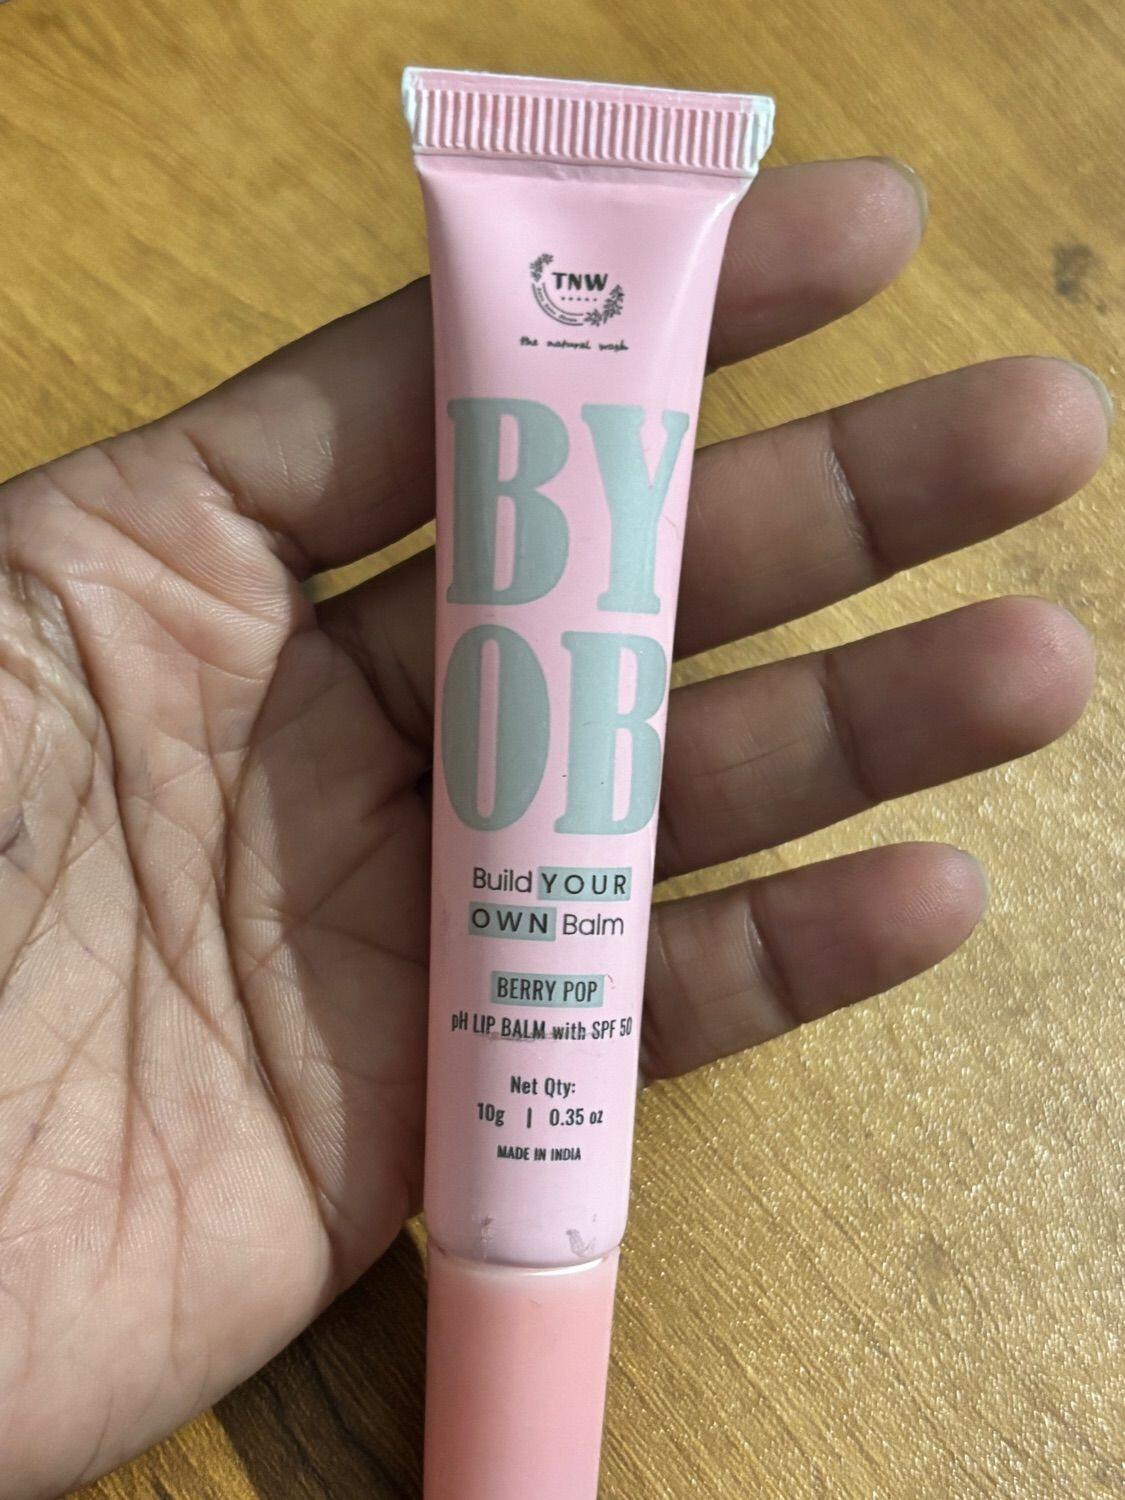 TNW
the natural wash
BY
OB
Build YOUR
OWN Balm
BERRY POP
pH LIP BALM with SPF 50
Net Qty:
10g | 0.35 oz
MADE IN INDIA